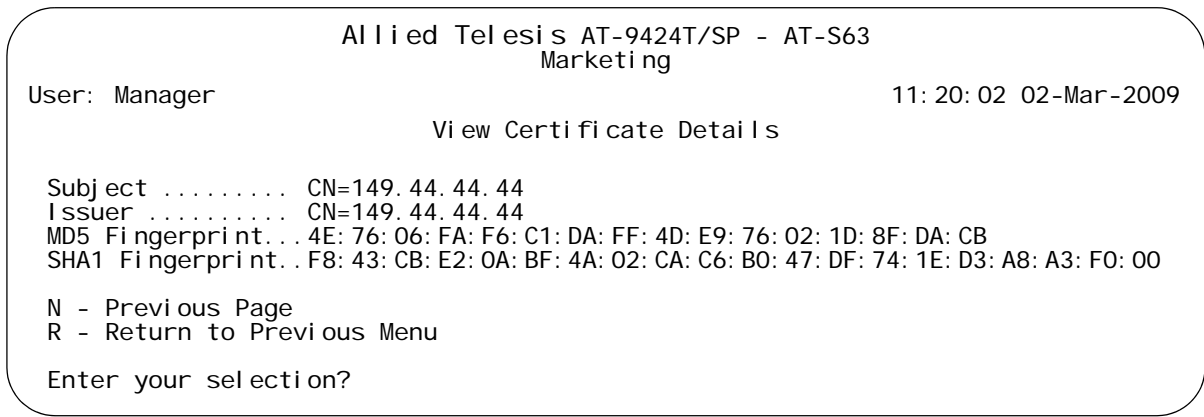 Allied Telesis AT-9424T/SP - AT-S63
Marketing
User: Manager 11:20:02 02-Mar-2009
View Certificate Details
Subject ......... CN=149.44.44.44
Issuer .......... CN=149.44.44.44
MD5 Fingerprint...4E:76:06:FA:F6:C1:DA:FF:4D:E9:76:02:1D:8F:DA:CB
SHA1 Fingerprint..F8:43:CB:E2:0A:BF:4A:02:CA:C6:B0:47:DF:74:1E:D3:A8:A3:F0:00
N - Previous Page
R - Return to Previous Menu
Enter your selection?